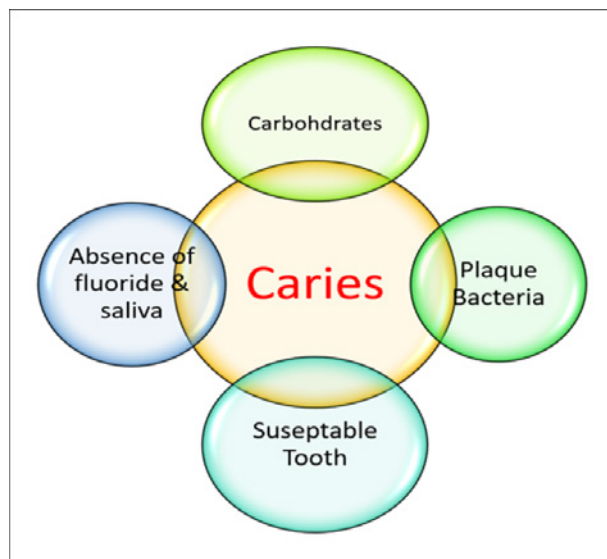 Carbohdrates
Absence of
fluoride &
saliva
Caries
Plaque
Bacteria
Suseptable
Tooth